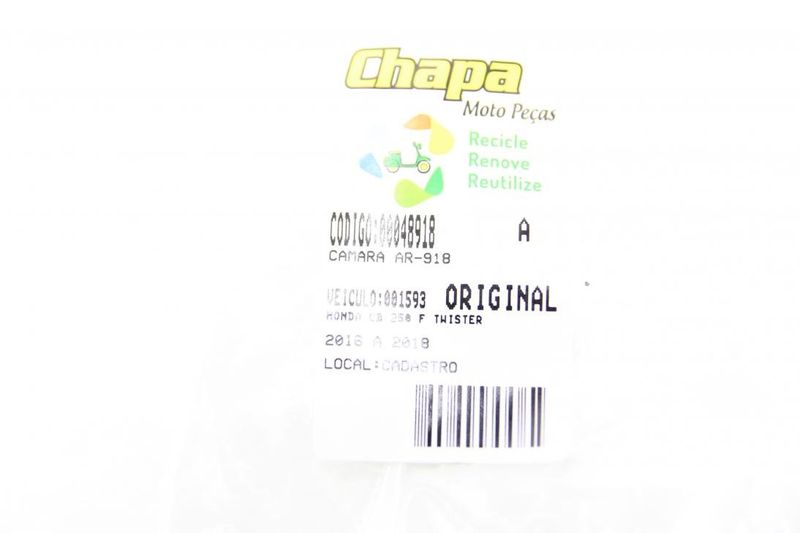 Chapa
Moto Peças
Recicle
Renove
Reutilize
CODIGO:00048918 A
CAMARA AR-918
VEICULO:001593 ORIGINAL
HONDA CB 250 F TWISTER
2016 A 2018
LOCAL:CADASTRO